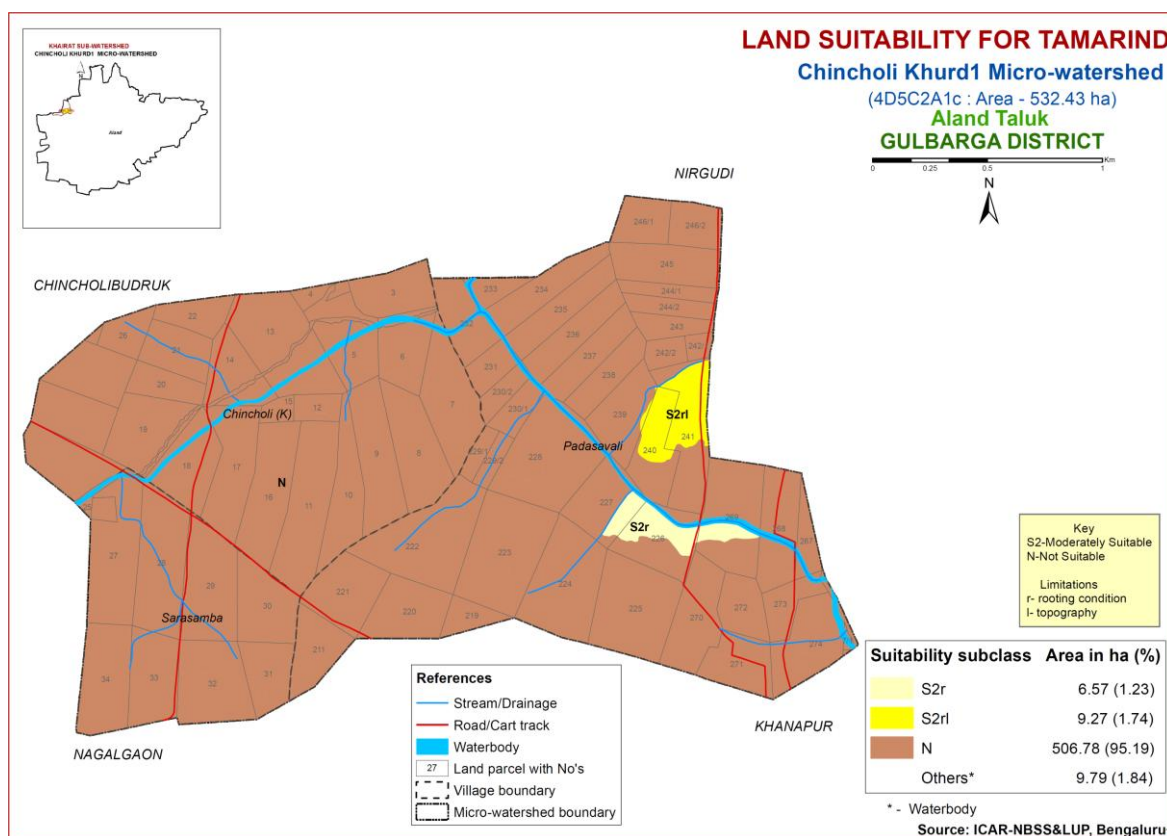 KHAIRAT SUB-WATERSHED
CHINCHOLI KHURD1 MICRO-WATERSHED
N
Aland
LAND SUITABILITY FOR TAMARIND
Chincholi Khurd1 Micro-watershed
(4D5C2A1c : Area - 532.43 ha)
Aland Taluk
GULBARGA DISTRICT
0 0.25 0.5 1 Km
N
NIRGUDI
CHINCHOLIBUDRUK
246/1 246/2
245
244/1
244/2
243
242/2 242/
233 234
235
236
237
238
239
232
231
230/2
230/1
3
4
22
13
14
21
20
5
6
7
15
12
Chincholi (K)
19
18
17
16
N
11
10
9
8
229/1
229/2
228
Padasavali
S2rl
240
241
227
S2r
226
269
268
267
25
27
28
29
30
Sarasamba
34
33
32
31
211
221
222
220
219
223
224
225
270
271
272
273
274
NAGALGAON
KHANAPUR
Key
S2-Moderately Suitable
N-Not Suitable
Limitations
r- rooting condition
l- topography
Suitability subclass Area in ha (%)
S2r 6.57 (1.23)
S2rl 9.27 (1.74)
N 506.78 (95.19)
Others* 9.79 (1.84)
* - Waterbody
Source: ICAR-NBSS&LUP, Bengaluru
References
Stream/Drainage
Road/Cart track
Waterbody
27 Land parcel with No's
Village boundary
Micro-watershed boundary